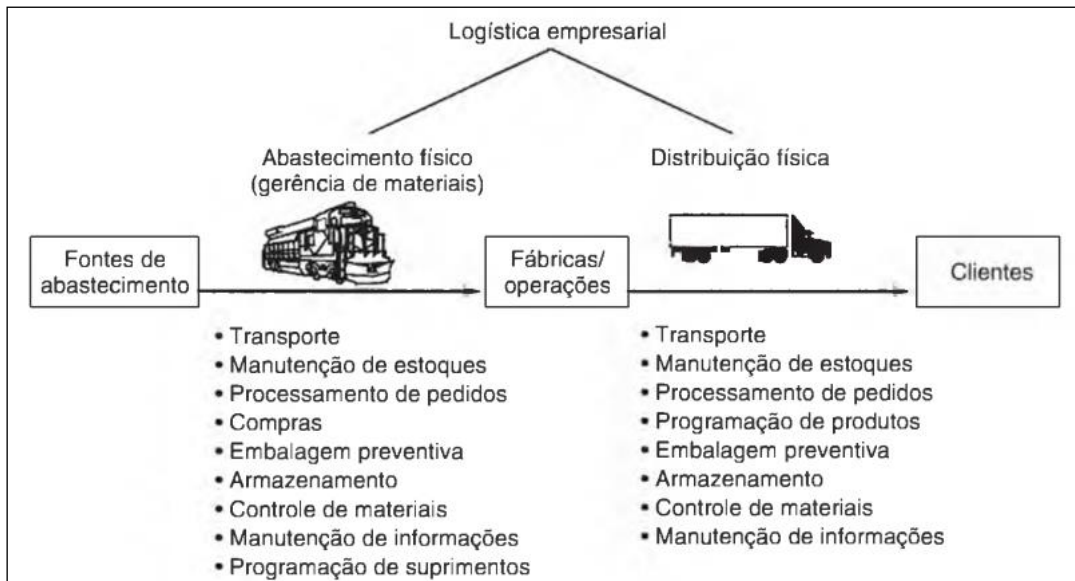 Logística empresarial
Abastecimento físico
(gerência de materiais)
Distribuição física
Fontes de
abastecimento
Fábricas/
operações
Clientes
• Transporte
• Manutenção de estoques
• Processamento de pedidos
• Compras
• Embalagem preventiva
• Armazenamento
• Controle de materiais
• Manutenção de informações
• Programação de suprimentos
• Transporte
• Manutenção de estoques
• Processamento de pedidos
• Programação de produtos
• Embalagem preventiva
• Armazenamento
• Controle de materiais
• Manutenção de informações